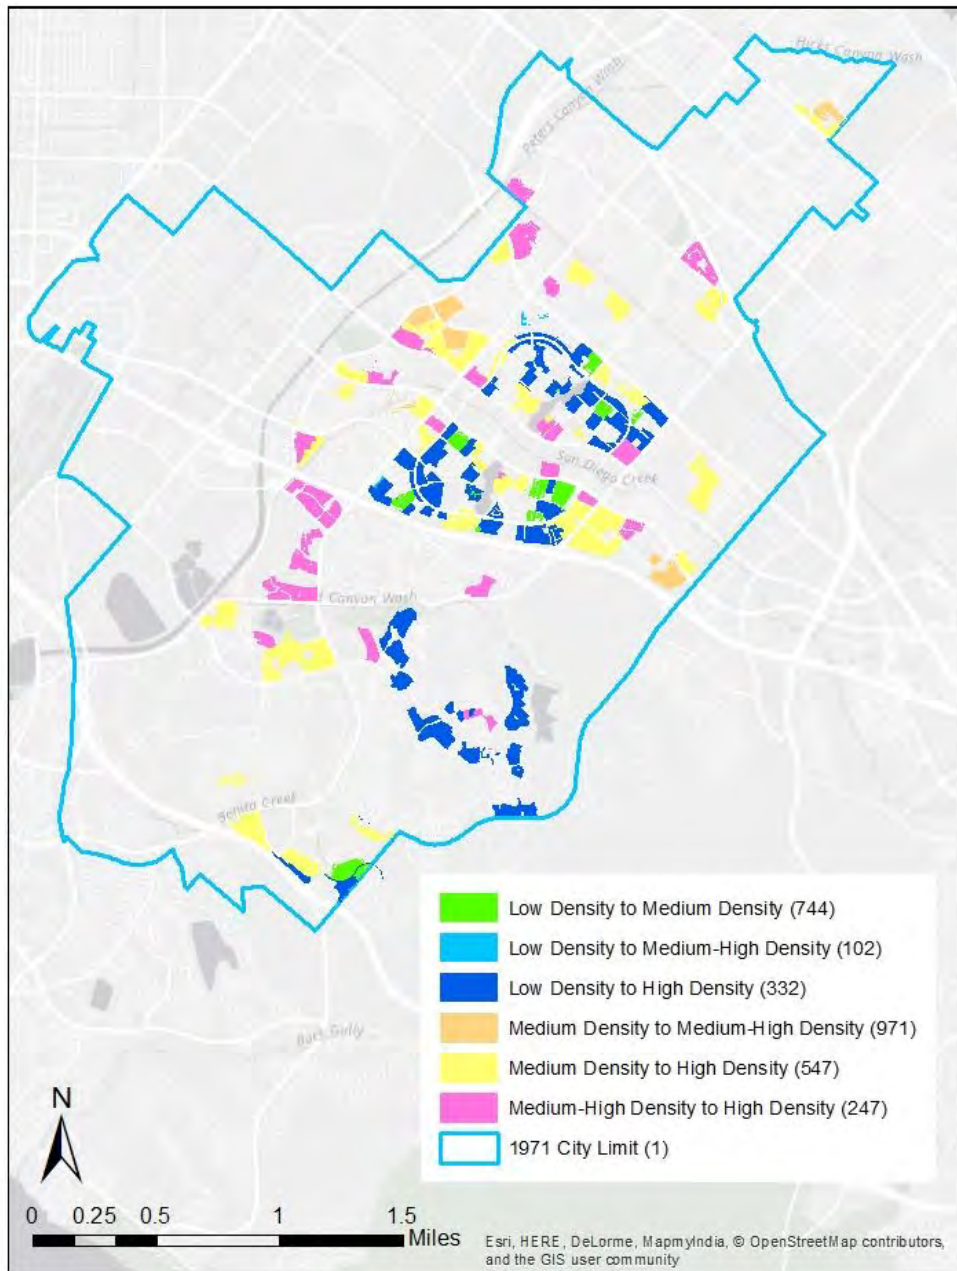 Hicks Canyon Wash
Peters Canyon Wash
San Diego Creek
Canyon Wash
Bonita Creek
Low Density to Medium Density (744)
Low Density to Medium-High Density (102)
Low Density to High Density (332)
Medium Density to Medium-High Density (971)
Medium Density to High Density (547)
Medium-High Density to High Density (247)
1971 City Limit (1)
Gully
N
0 0.25 0.5 1 1.5
Miles
Esri, HERE, DeLorme, MapmyIndia, © OpenStreetMap contributors,
and the GIS user community